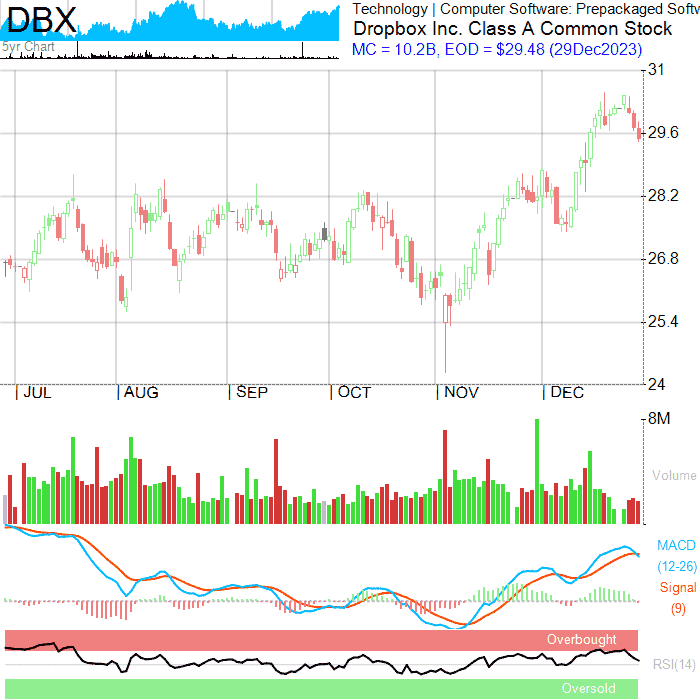 DBX
5yr Chart
Technology | Computer Software: Prepackaged Softw
Dropbox Inc. Class A Common Stock
MC = 10.2B, EOD = $29.48 (29Dec2023)
31
29.6
28.2
26.8
25.4
24
| JUL | AUG | SEP | OCT | NOV | DEC
8M
Volume
MACD
(12-26)
Signal
(9)
Overbought
RSI(14)
Oversold